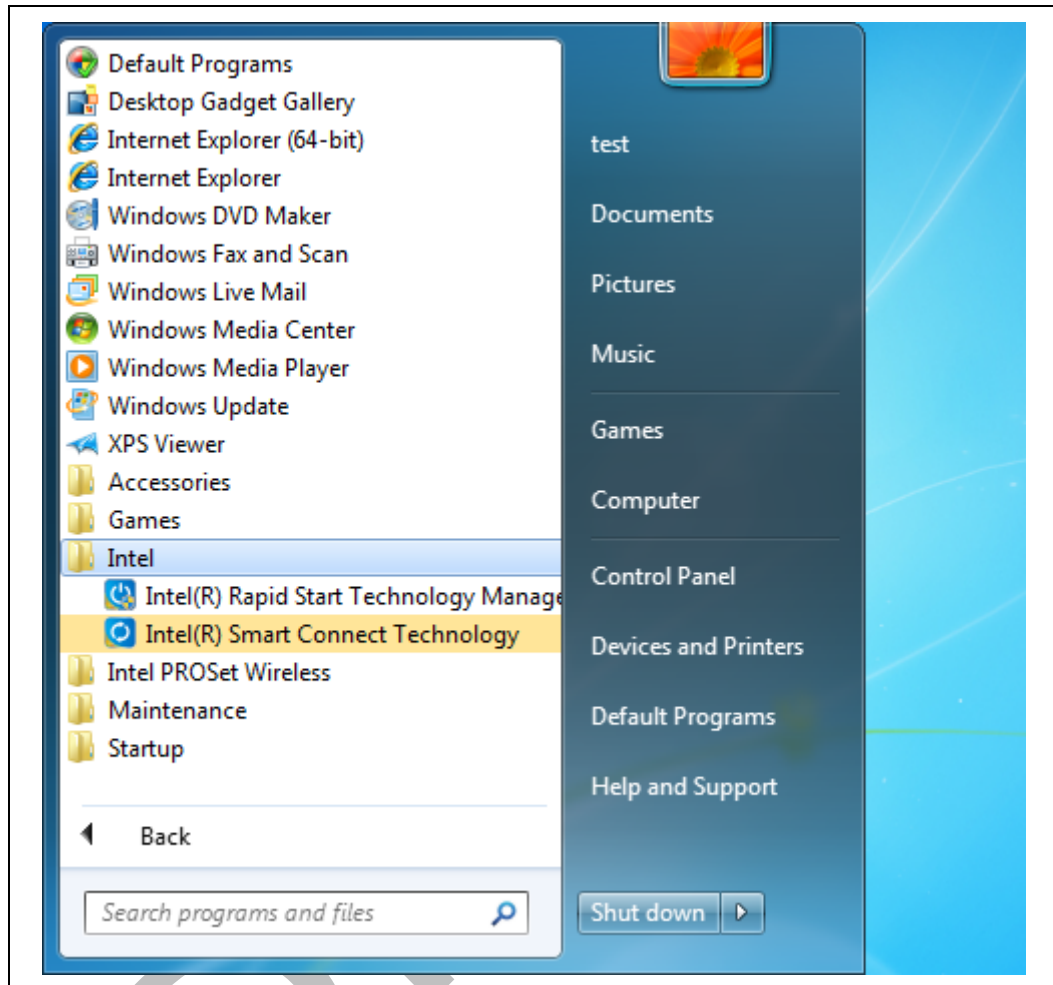 Default Programs
Desktop Gadget Gallery
Internet Explorer (64-bit)
Internet Explorer
Windows DVD Maker
Windows Fax and Scan
Windows Live Mail
Windows Media Center
Windows Media Player
Windows Update
XPS Viewer
Accessories
Games
Intel
Intel(R) Rapid Start Technology Manage
Intel(R) Smart Connect Technology
Intel PROSet Wireless
Maintenance
Startup
Back
Search programs and files
test
Documents
Pictures
Music
Games
Computer
Control Panel
Devices and Printers
Default Programs
Help and Support
Shut down